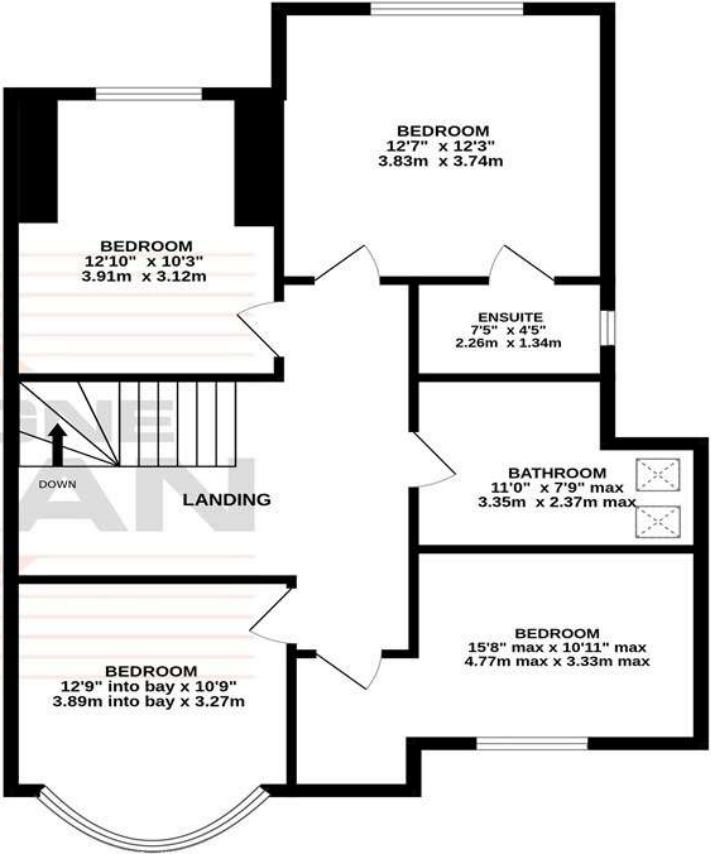 BEDROOM
12'7" x 12'3"
3.83m x 3.74m
BEDROOM
12'10" x 10'3"
3.91m x 3.12m
ENSUITE
7'5" x 4'5"
2.26m x 1.34m
DOWN
LANDING
BATHROOM
11'0" x 7'9" max
3.35m x 2.37m max
BEDROOM
15'8" max x 10'11" max
4.77m max x 3.33m max
BEDROOM
12'9" into bay x 10'9"
3.89m into bay x 3.27m